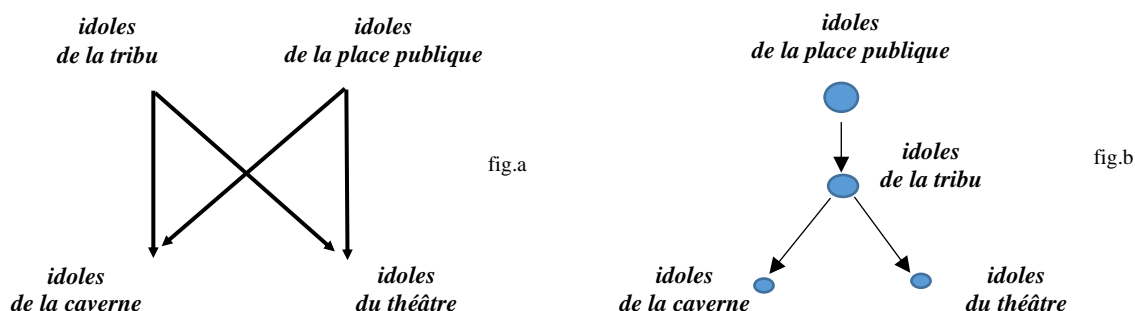 idoles
de la tribu
idoles
de la place publique
fig.a
idoles
de la caverne
idoles
du théâtre
idoles
de la place publique
idoles
de la tribu
fig.b
idoles
de la caverne
idoles
du théâtre